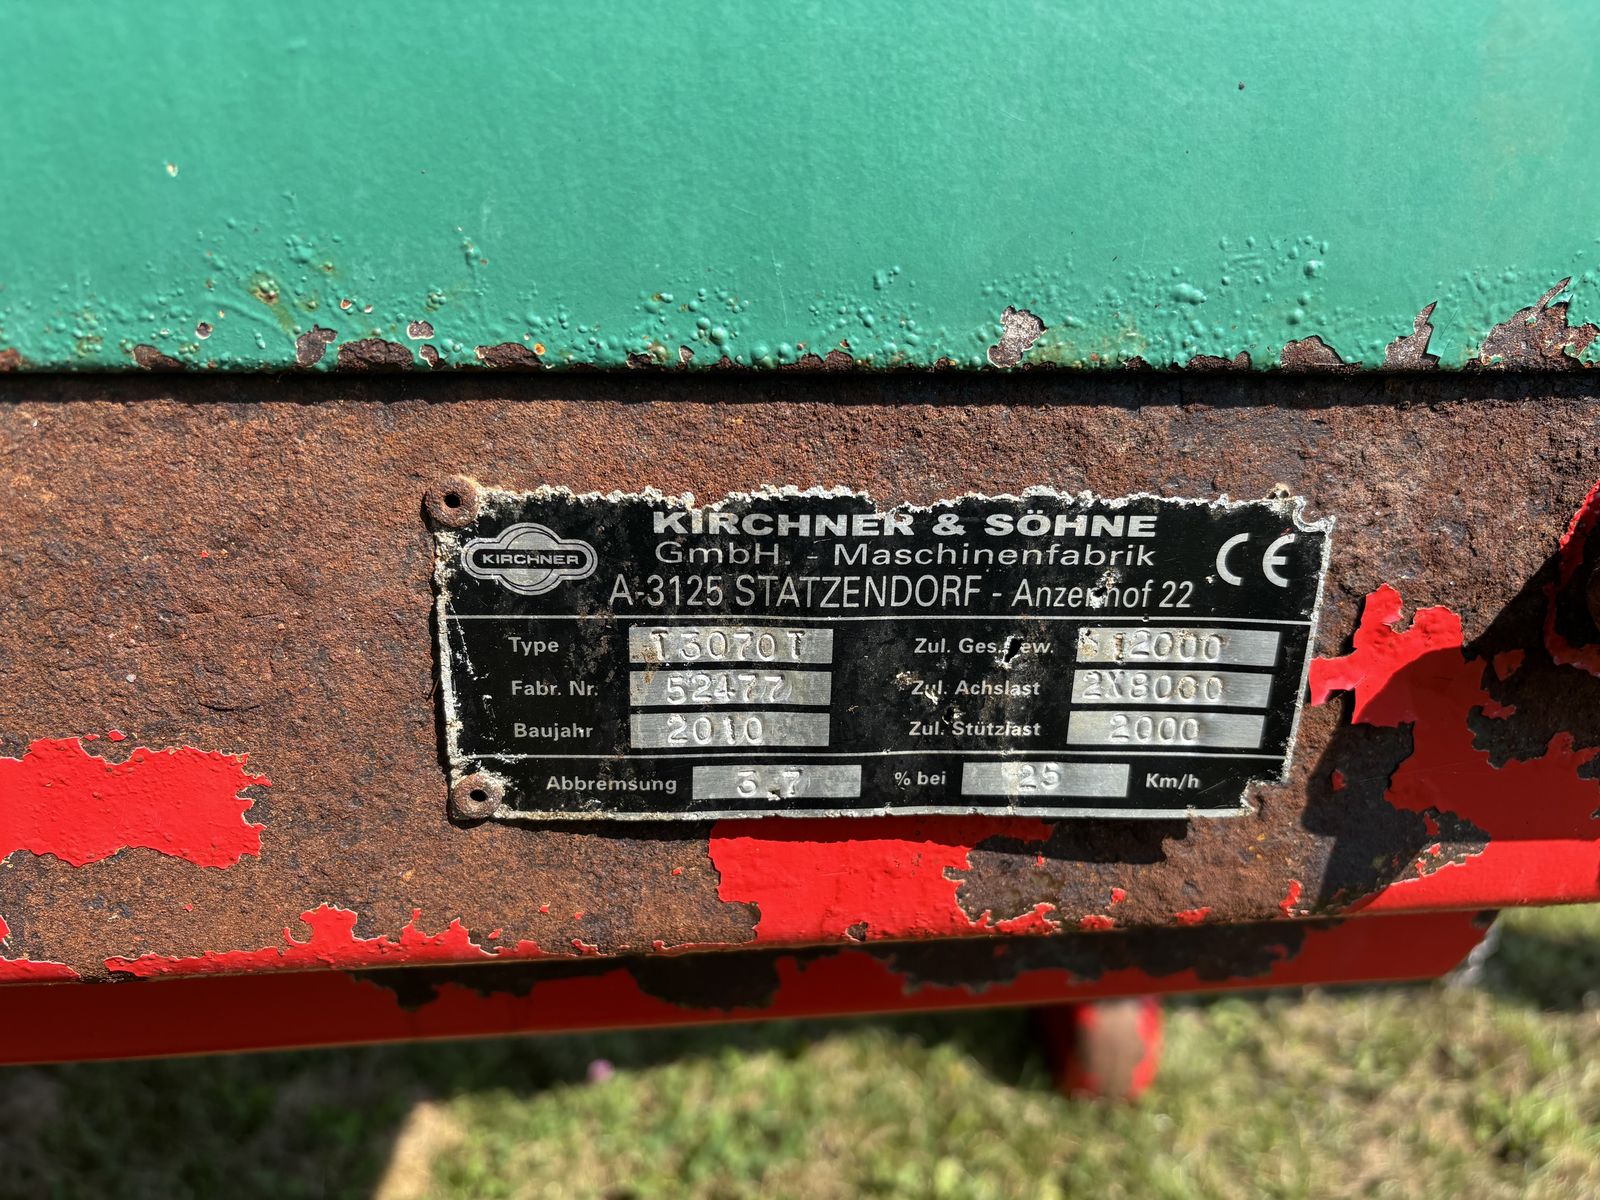 KIRCHNER & SÖHNE
KIRCHNER
GmbH. - Maschinenfabrik
CE
A-3125 STATZENDORF - Anzenhof 22
Type T3070T Zul. Ges.Gew. 12000
Fabr. Nr. 52477 Zul. Achslast 2X8000
Baujahr 2010 Zul. Stützlast 2000
Abbremsung 37 % bei 25 Km/h